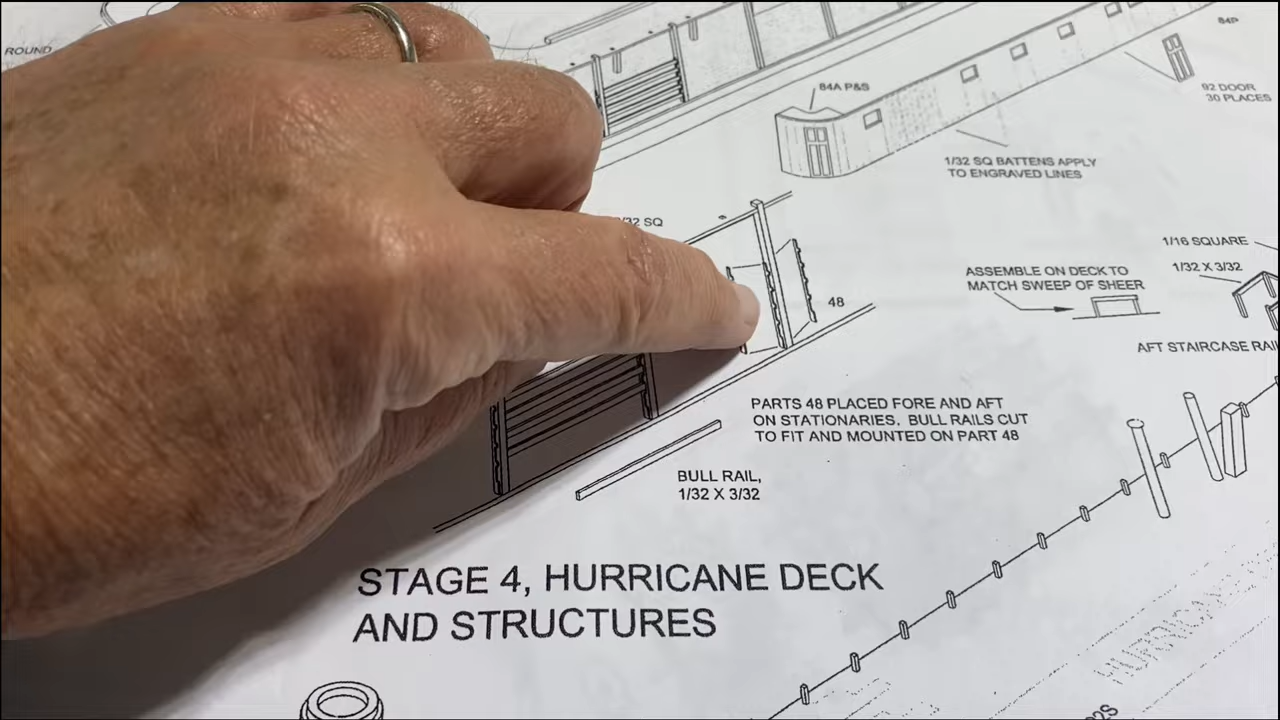 ROUND
84P
84A P&S
92 DOOR
30 PLACES
1/32 SQ BATTENS APPLY
TO ENGRAVED LINES
/32 SQ
1/16 SQUARE
1/32 X 3/32
ASSEMBLE ON DECK TO
MATCH SWEEP OF SHEER
48
AFT STAIRCASE RAI
PARTS 48 PLACED FORE AND AFT
ON STATIONARIES. BULL RAILS CUT
TO FIT AND MOUNTED ON PART 48
BULL RAIL,
1/32 X 3/32
STAGE 4, HURRICANE DECK
AND STRUCTURES